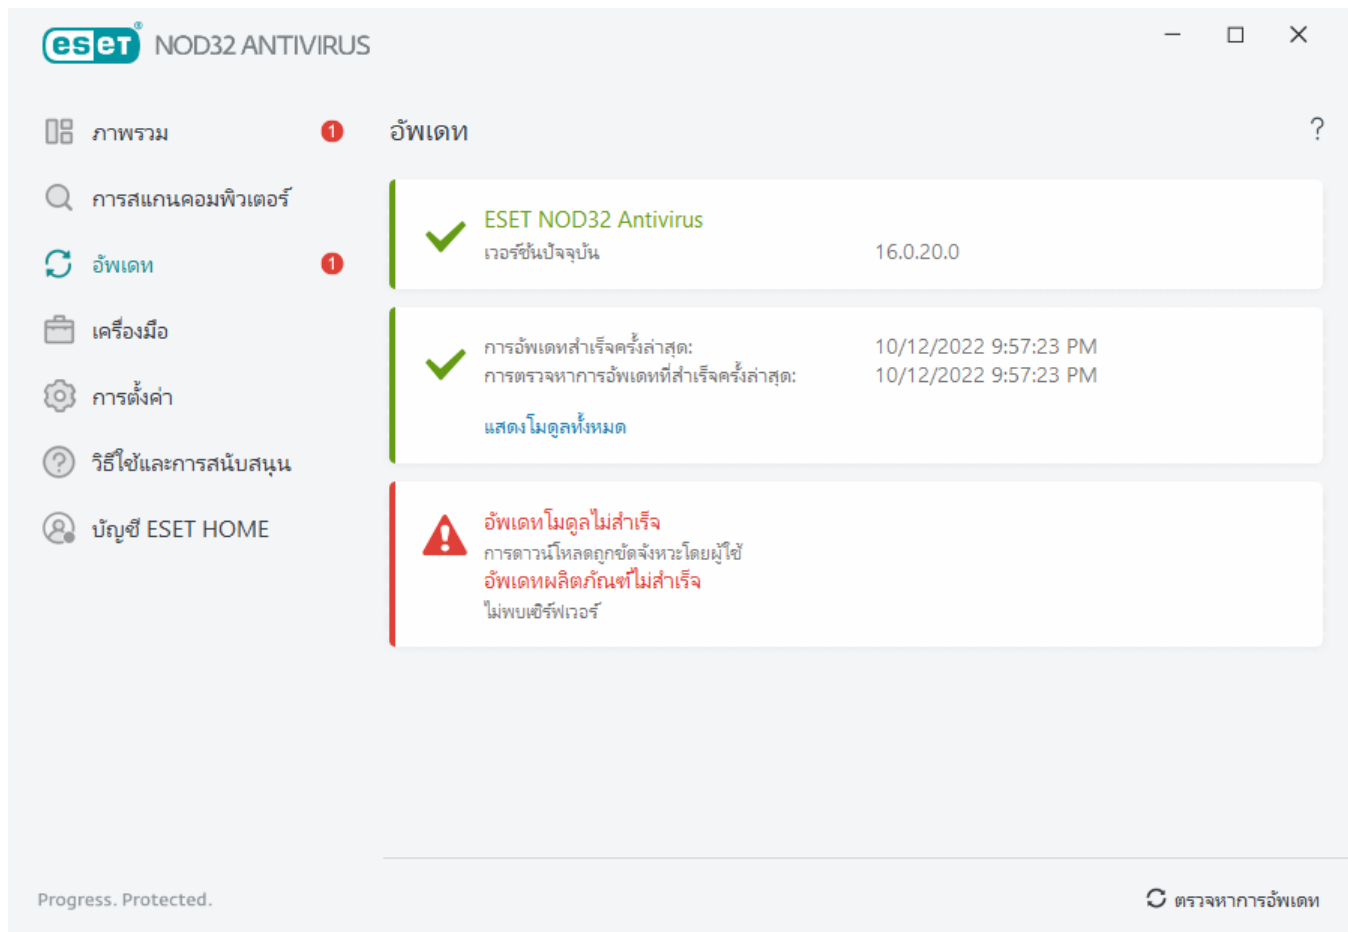 eset® NOD32 ANTIVIRUS
ภาพรวม 1
การสแกนคอมพิวเตอร์
อัพเดท 1
เครื่องมือ
การตั้งค่า
วิธีใช้และการสนับสนุน
บัญชี ESET HOME
อัพเดท ?
ESET NOD32 Antivirus
เวอร์ชั่นปัจจุบัน 16.0.20.0
การอัพเดทสำเร็จครั้งล่าสุด: 10/12/2022 9:57:23 PM
การตรวจหาการอัพเดทที่สำเร็จครั้งล่าสุด: 10/12/2022 9:57:23 PM
แสดงโมดูลทั้งหมด
อัพเดทโมดูลไม่สำเร็จ
การดาวน์โหลดถูกขัดจังหวะโดยผู้ใช้
อัพเดทผลิตภัณฑ์ไม่สำเร็จ
ไม่พบเซิร์ฟเวอร์
Progress. Protected.
ตรวจหาการอัพเดท